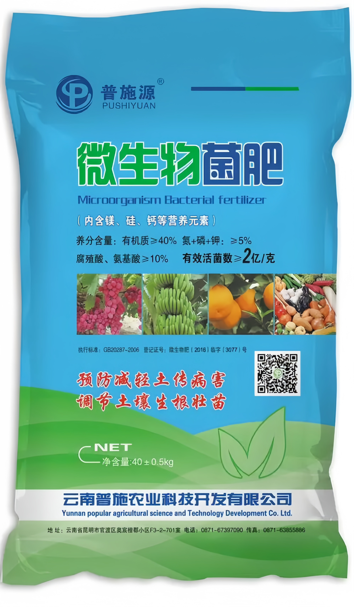 普施源®
PUSHIYUAN
微生物菌肥
Microorganism Bacterial fertilizer
（内含镁、硅、钙等营养元素）
养分含量：有机质≥40% 氮+磷+钾：≥5%
腐殖酸、氨基酸≥10% 有效活菌数≥2亿/克
执行标准：GB20287-2006 登记证号：微生物肥（2018）临字（3077）号
预防减轻土传病害
调节土壤生根壮苗
NET
净含量:40±0.5kg
云南普施农业科技开发有限公司
Yunnan popular agricultural science and Technology Development Co. Ltd.
地 址：云南省昆明市官渡区奥宸橙郡小区F3-2-701室 电话：0871-67397090 传真：0871-63855986